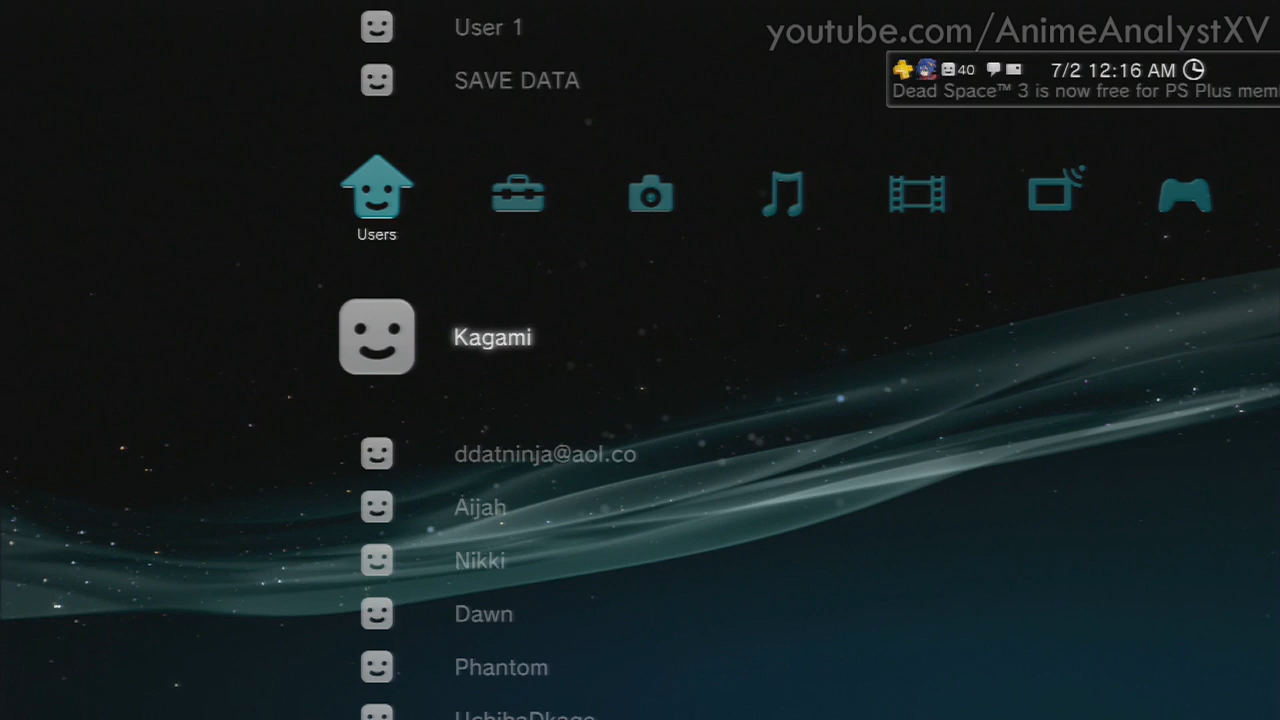 User 1
youtube.com/AnimeAnalystXV
SAVE DATA
40
7/2 12:16 AM
Dead Space™ 3 is now free for PS Plus mem
Users
Kagami
ddatninja@aol.co
Aijah
Nikki
Dawn
Phantom